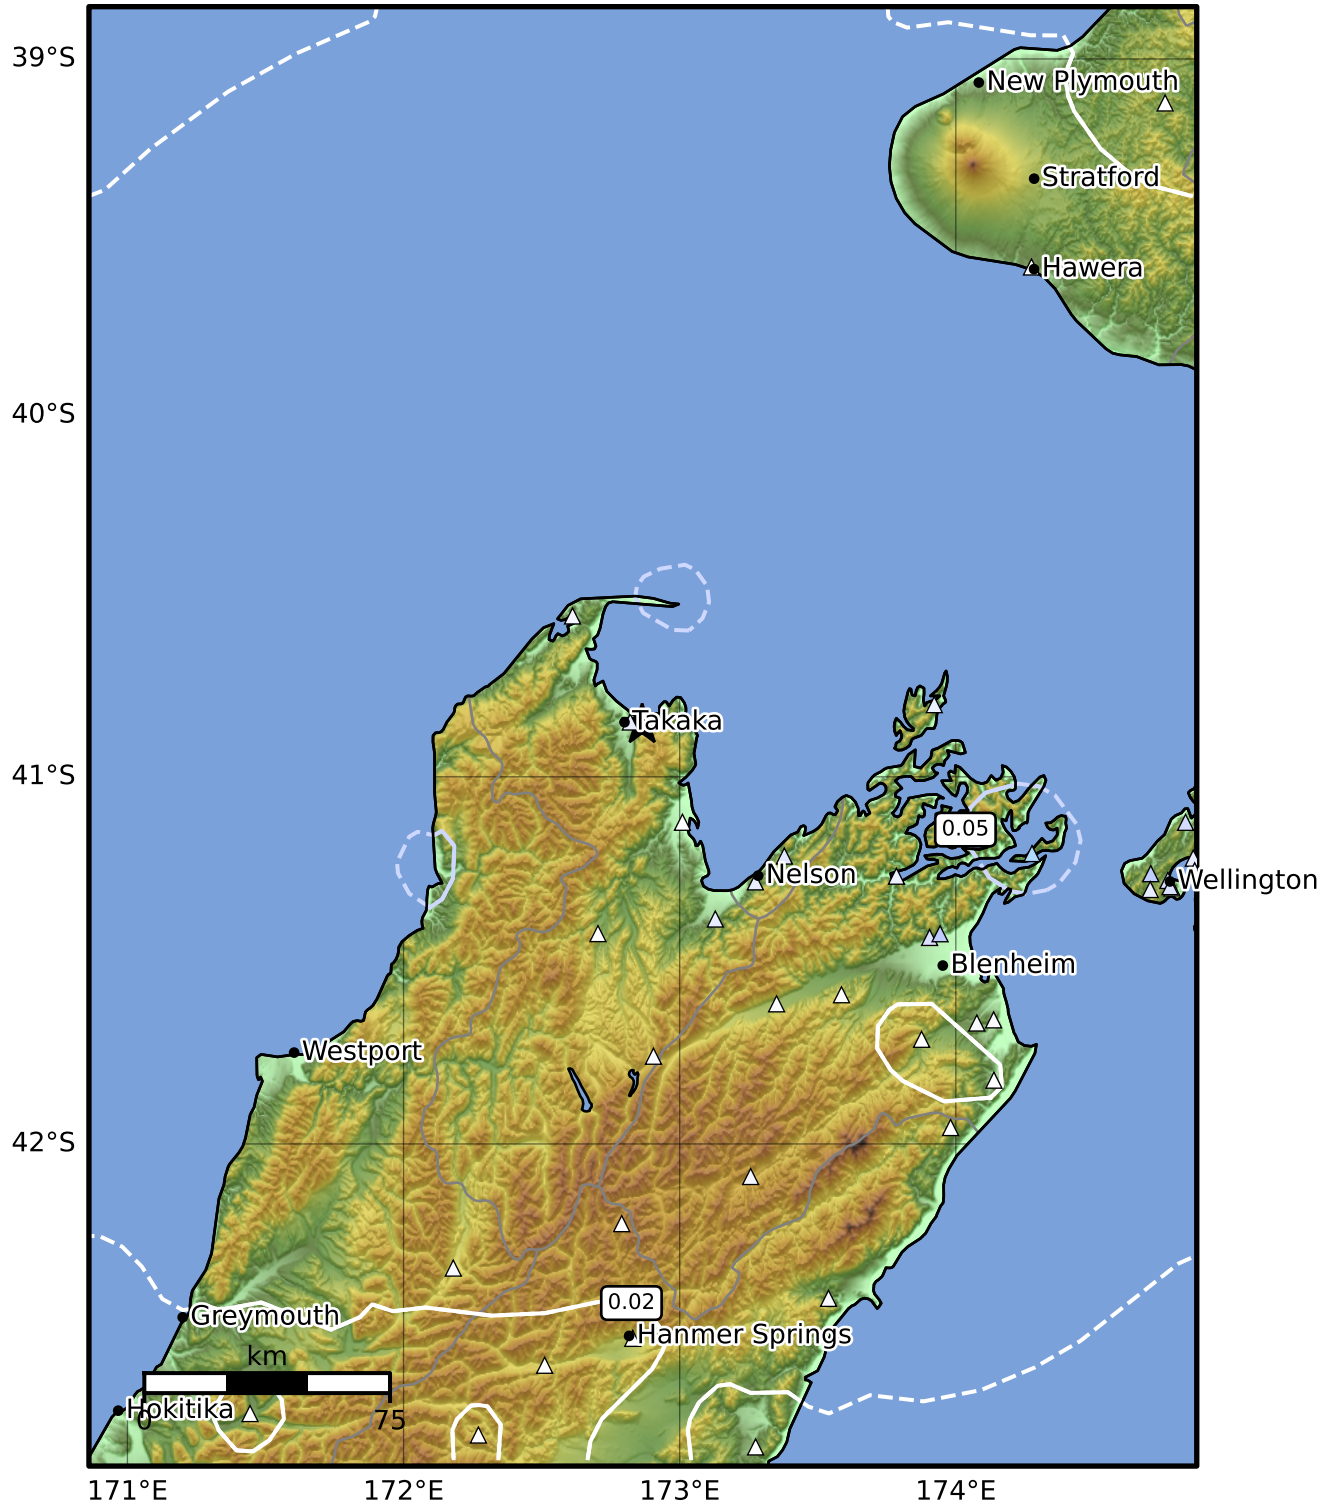 39°S
New Plymouth
Stratford
Hawera
40°S
Takaka
41°S
0.05
Nelson
Wellington
Blenheim
Westport
42°S
0.02
Greymouth
Hanmer Springs
km
Hokitika
0
75
171°E
172°E
173°E
174°E